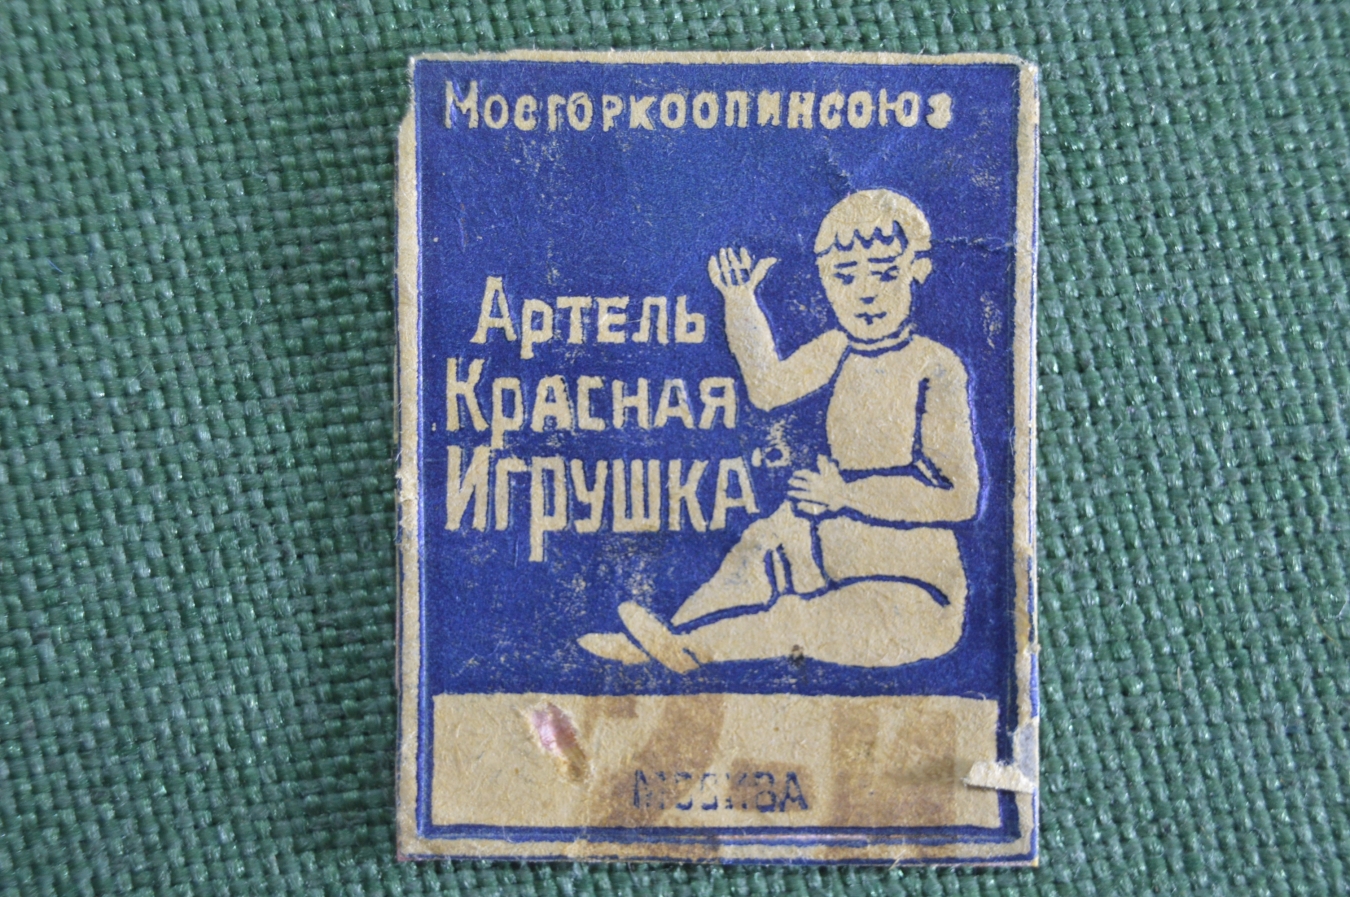 Мосгоркоопинсоюз
Артель
Красная
Игрушка"
Москва